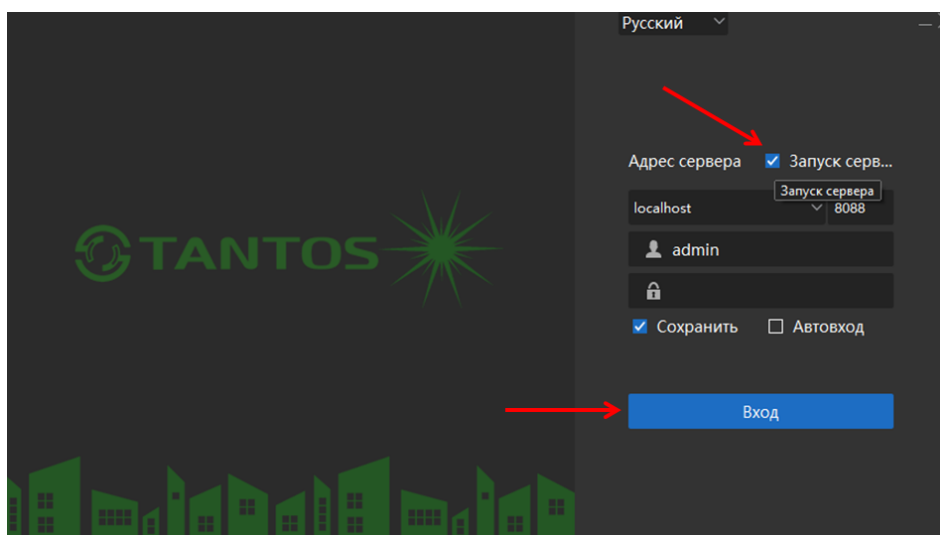 Русский
Адрес сервера
Запуск серв...
Запуск сервера
localhost
8088
TANTOS
admin
Сохранить
Автовход
Вход